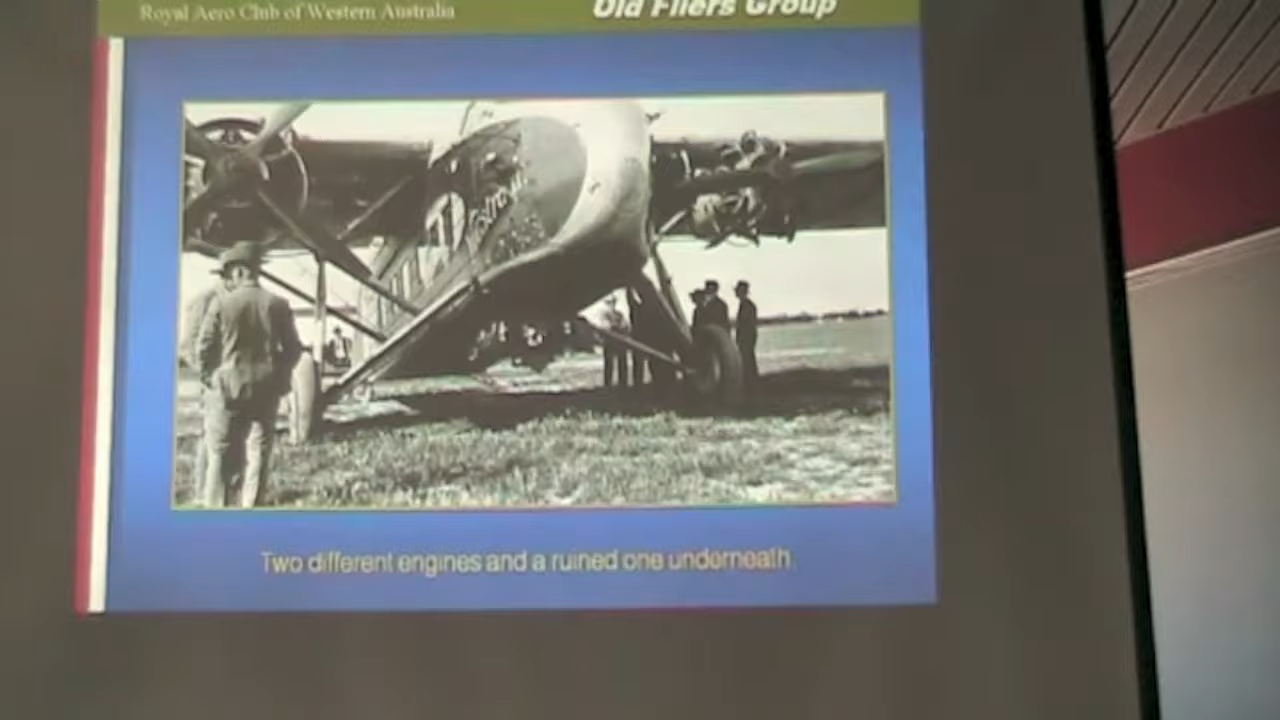 Royal Aero Club of Western Australia
Old Fliers Group
Two different engines and a ruined one underneath.